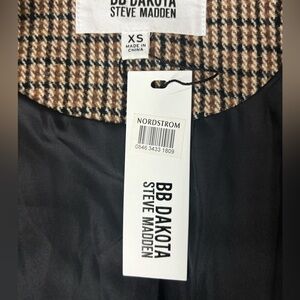 BB DAKOTA
STEVE MADDEN
XS
MADE IN
CHINA
NORDSTROM
0546 3433 1809
BB DAKOTA
STEVE MADDEN